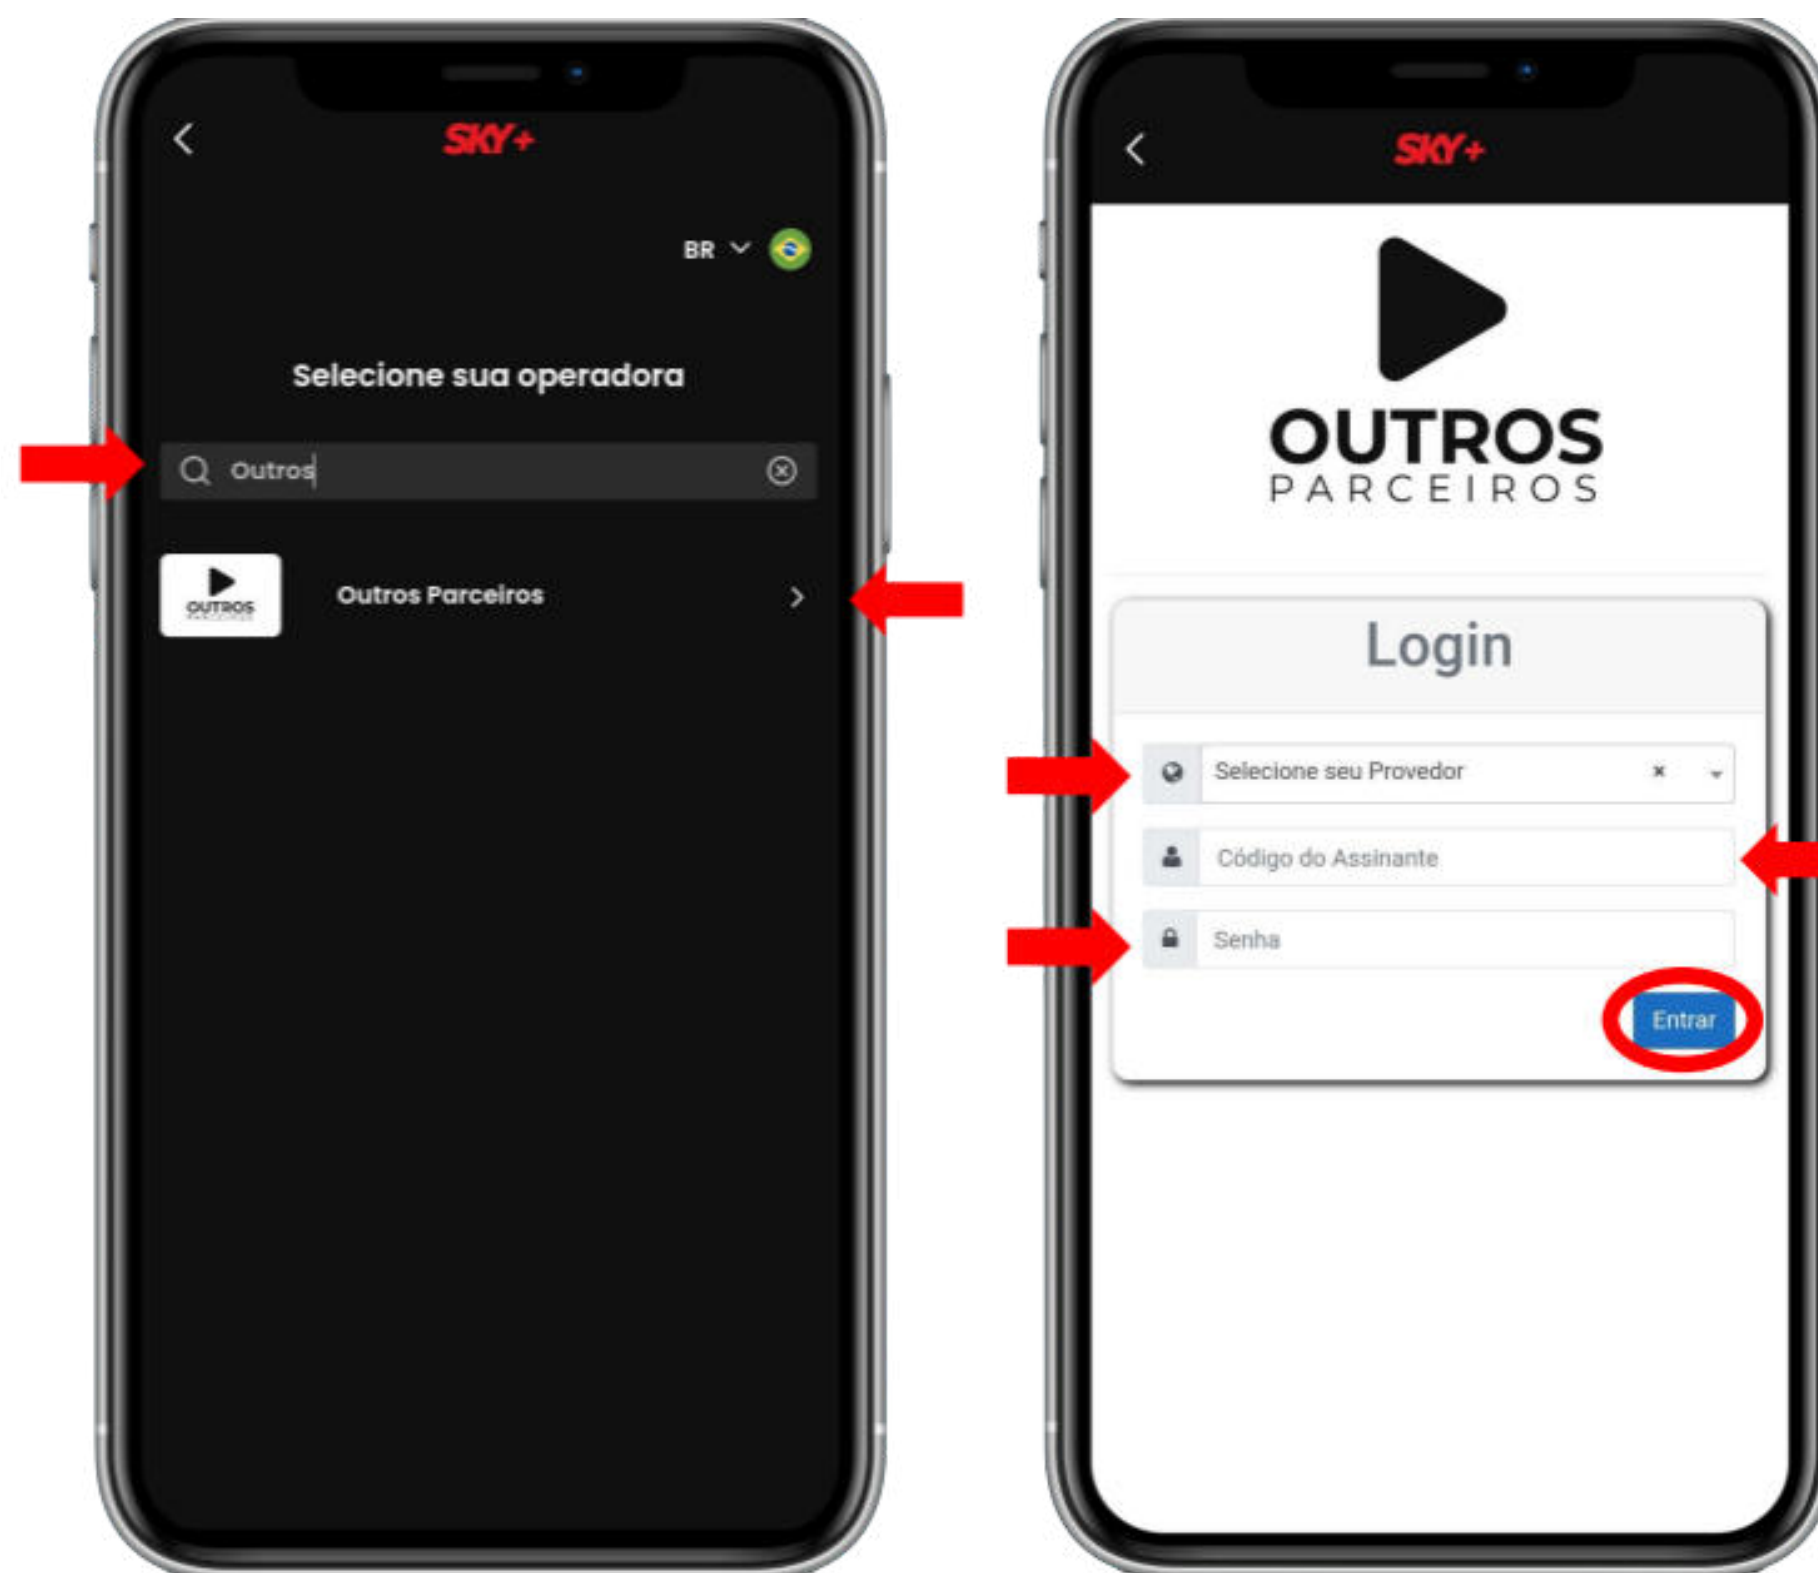 SKY+
BR
Selecione sua operadora
Outros
OUTROS
Outros Parceiros
SKY+
OUTROS
PARCEIROS
Login
Selecione seu Provedor
Código do Assinante
Senha
Entrar